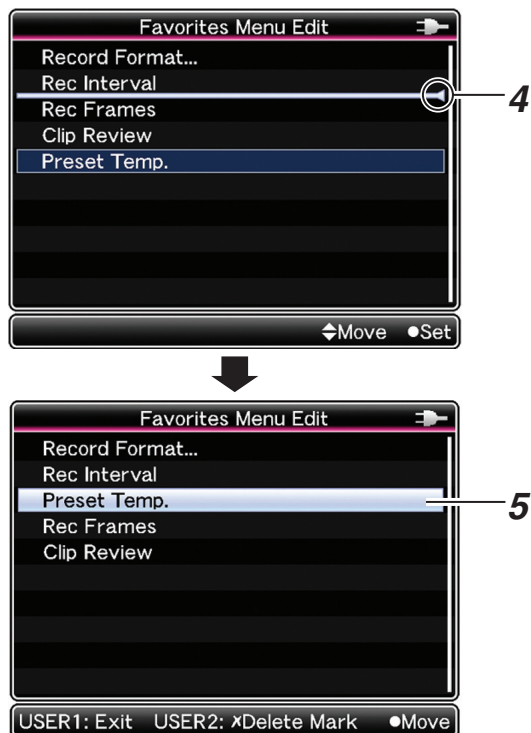 Favorites Menu Edit
Record Format...
Rec Interval
4
Rec Frames
Clip Review
Preset Temp.
Move ●Set
Favorites Menu Edit
Record Format...
Rec Interval
Preset Temp.
5
Rec Frames
Clip Review
USER1: Exit USER2: ✗Delete Mark ●Move